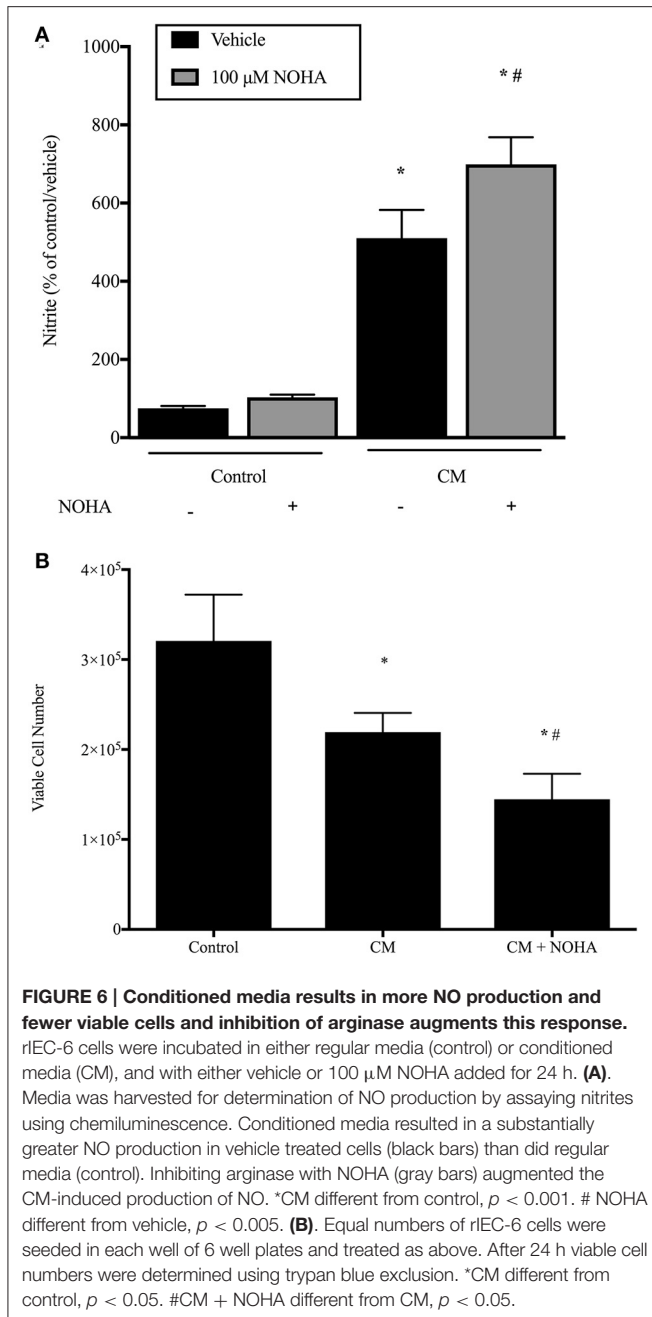 A
Vehicle
100 µM NOHA
Nitrite (% of control/vehicle)
1000
800
600
400
200
0
*
* #
Control
CM
NOHA
-
+
-
+
B
Viable Cell Number
4×10⁵
3×10⁵
2×10⁵
1×10⁵
0
*
* #
Control
CM
CM + NOHA
FIGURE 6 | Conditioned media results in more NO production and
fewer viable cells and inhibition of arginase augments this response.
rIEC-6 cells were incubated in either regular media (control) or conditioned
media (CM), and with either vehicle or 100 µM NOHA added for 24 h. (A).
Media was harvested for determination of NO production by assaying nitrites
using chemiluminescence. Conditioned media resulted in a substantially
greater NO production in vehicle treated cells (black bars) than did regular
media (control). Inhibiting arginase with NOHA (gray bars) augmented the
CM-induced production of NO. *CM different from control, p < 0.001. # NOHA
different from vehicle, p < 0.005. (B). Equal numbers of rIEC-6 cells were
seeded in each well of 6 well plates and treated as above. After 24 h viable cell
numbers were determined using trypan blue exclusion. *CM different from
control, p < 0.05. #CM + NOHA different from CM, p < 0.05.